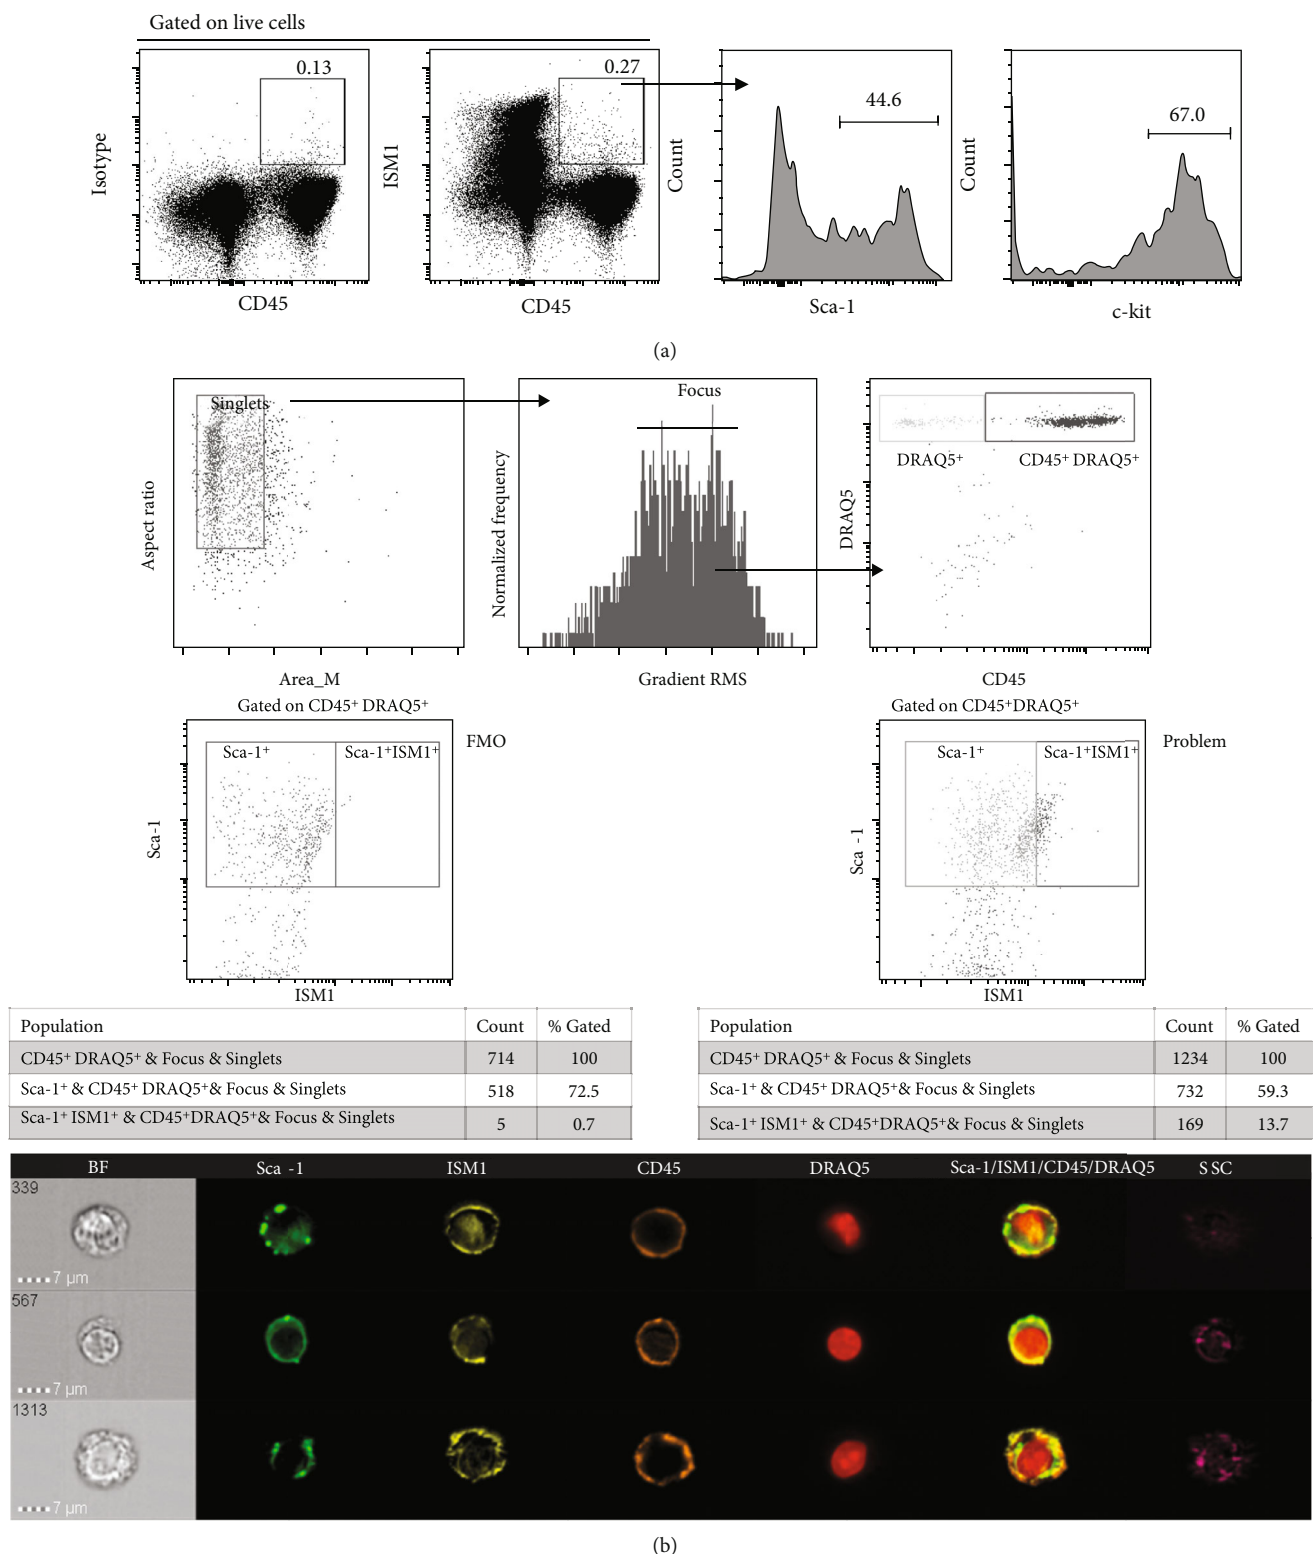 Gated on live cells
0.13
0.27
44.6
67.0
Isotype
ISM1
Count
Count
CD45
CD45
Sca-1
c-kit
(a)
Singlets
Focus
DRAQ5+
CD45+ DRAQ5+
Aspect ratio
Normalized frequency
DRAQ5
Area_M
Gradient RMS
CD45
Gated on CD45+ DRAQ5+
Gated on CD45+DRAQ5+
Sca-1+
Sca-1+ISM1+
FMO
Sca-1+
Sca-1+ISM1+
Problem
Sca-1
Sca -1
ISM1
ISM1
Population Count % Gated
CD45+ DRAQ5+ & Focus & Singlets 714 100
Sca-1+ & CD45+ DRAQ5+& Focus & Singlets 518 72.5
Sca-1+ ISM1+ & CD45+DRAQ5+& Focus & Singlets 5 0.7
Population Count % Gated
CD45+ DRAQ5+ & Focus & Singlets 1234 100
Sca-1+ & CD45+ DRAQ5+& Focus & Singlets 732 59.3
Sca-1+ ISM1+ & CD45+DRAQ5+& Focus & Singlets 169 13.7
BF Sca -1 ISM1 CD45 DRAQ5 Sca-1/ISM1/CD45/DRAQ5 SSC
339
7 µm
567
7 µm
1313
7 µm
(b)